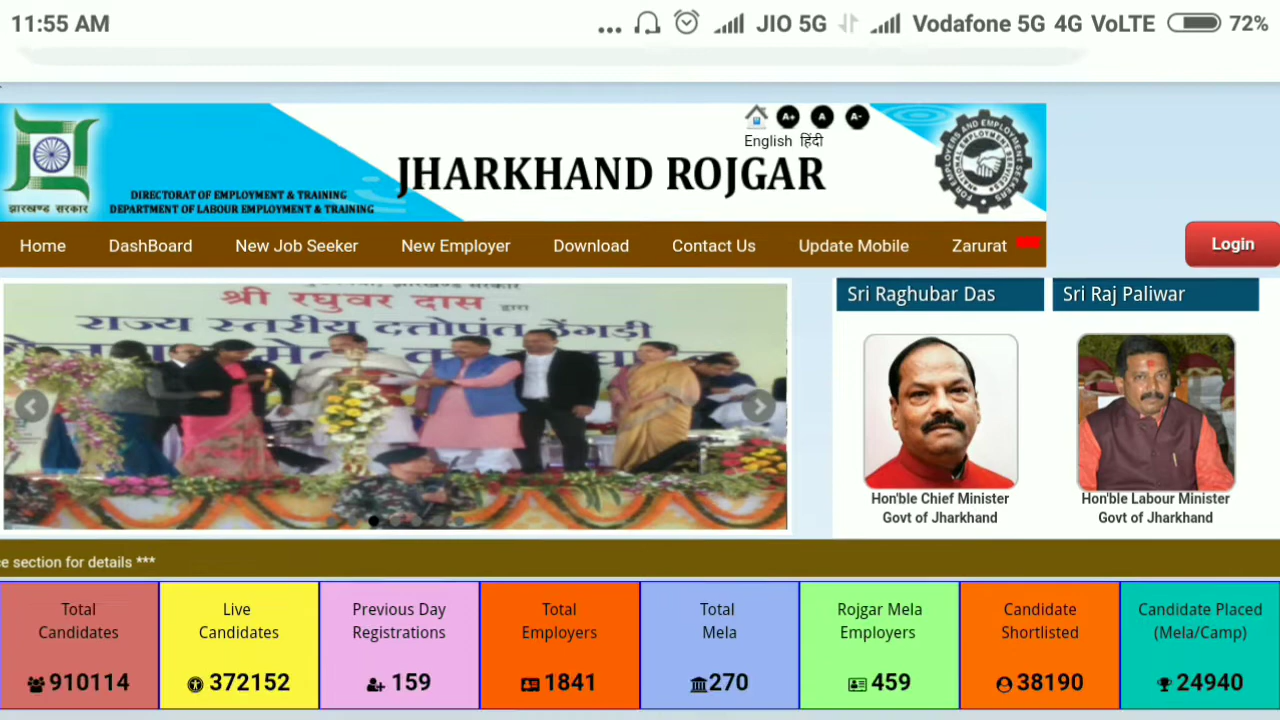 11:55 AM
... JIO 5G Vodafone 5G 4G VoLTE 72%
A+ A A-
English हिंदी
JHARKHAND ROJGAR
DIRECTORAT OF EMPLOYMENT & TRAINING
DEPARTMENT OF LABOUR EMPLOYMENT & TRAINING
झारखण्ड सरकार
Home DashBoard New Job Seeker New Employer Download Contact Us Update Mobile Zarurat Login
श्री रघुवर दास द्वारा
राज्य स्तरीय दत्तोपंत ठेंगड़ी
Sri Raghubar Das Sri Raj Paliwar
Hon'ble Chief Minister
Govt of Jharkhand
Hon'ble Labour Minister
Govt of Jharkhand
section for details ***
Total
Candidates
910114
Live
Candidates
372152
Previous Day
Registrations
159
Total
Employers
1841
Total
Mela
270
Rojgar Mela
Employers
459
Candidate
Shortlisted
38190
Candidate Placed
(Mela/Camp)
24940